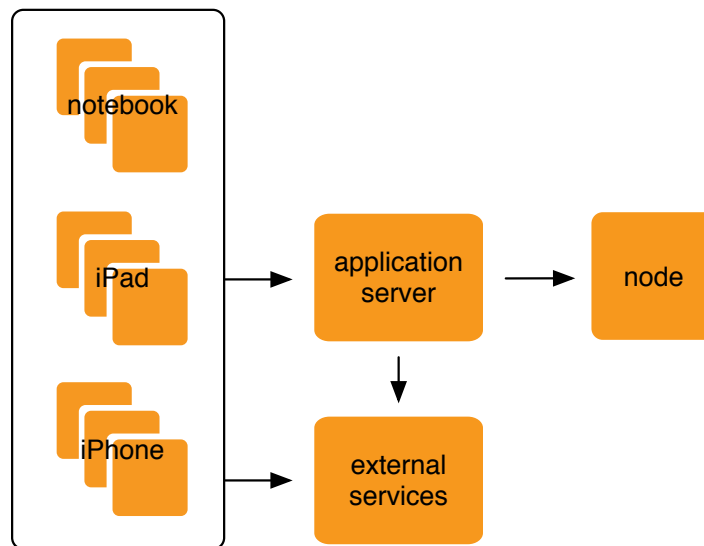 notebook
iPad
iPhone
application
server
node
external
services